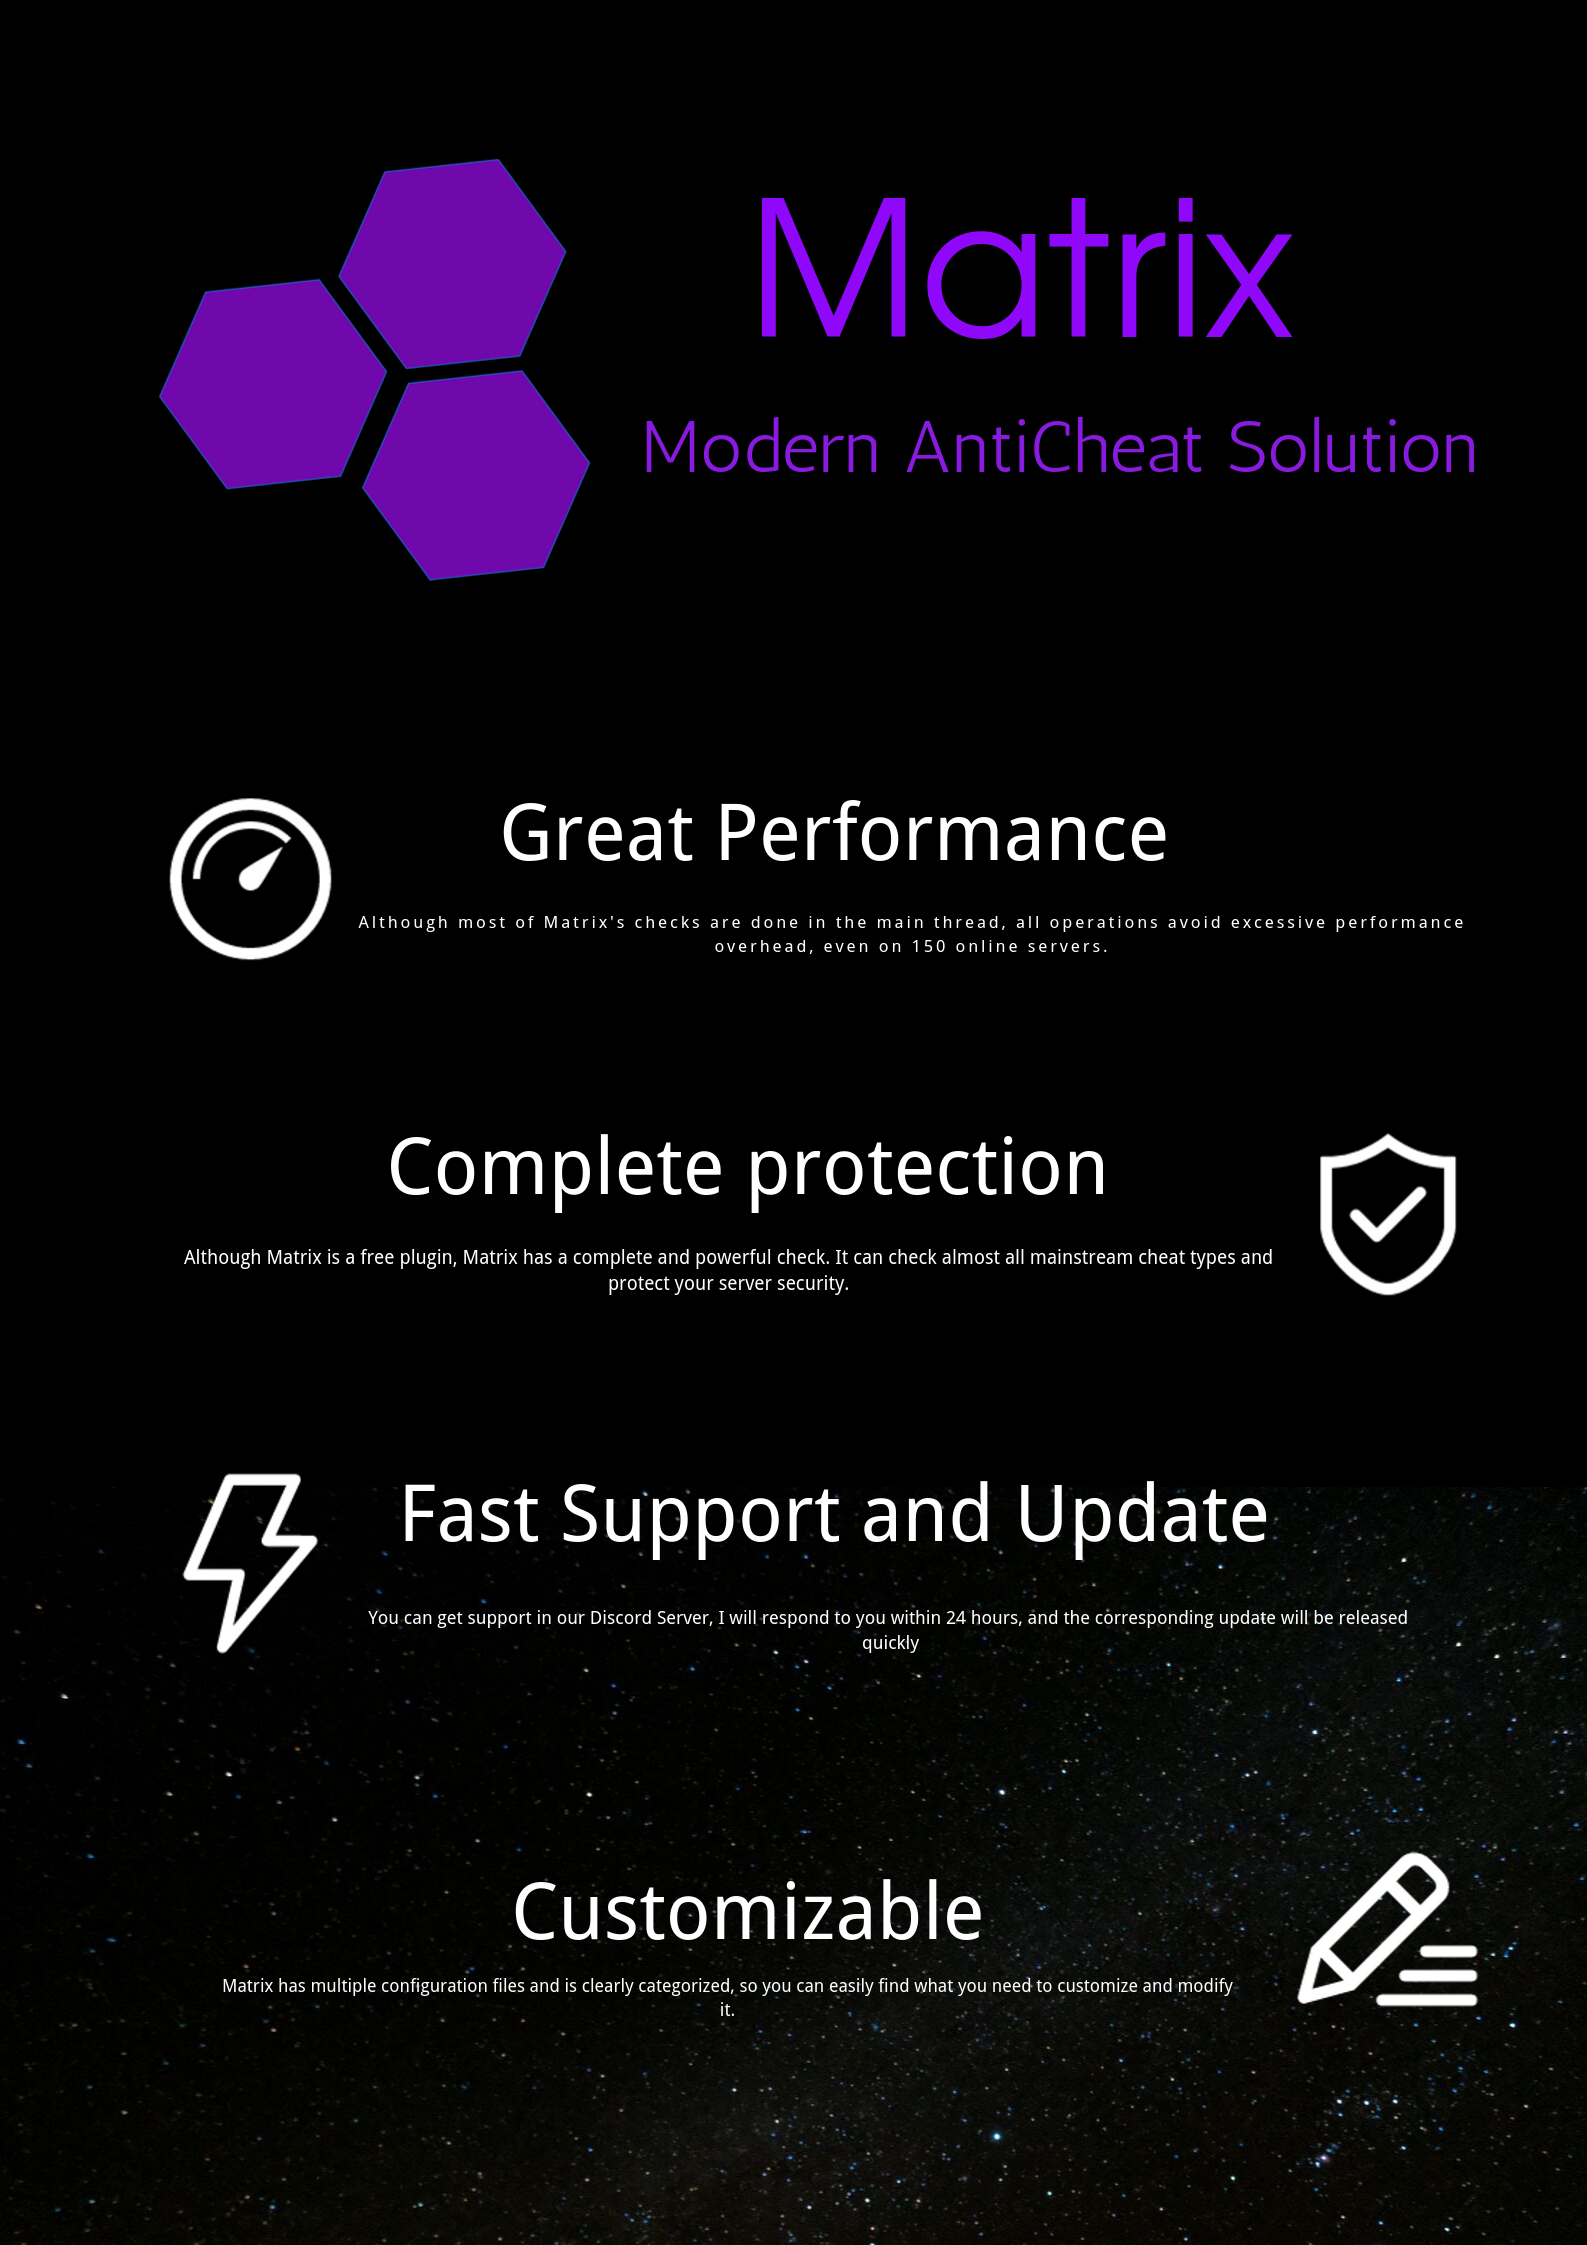 Matrix
Modern AntiCheat Solution
Great Performance
Although most of Matrix's checks are done in the main thread, all operations avoid excessive performance
overhead, even on 150 online servers.
Complete protection
Although Matrix is a free plugin, Matrix has a complete and powerful check. It can check almost all mainstream cheat types and
protect your server security.
Fast Support and Update
You can get support in our Discord Server, I will respond to you within 24 hours, and the corresponding update will be released
quickly
Customizable
Matrix has multiple configuration files and is clearly categorized, so you can easily find what you need to customize and modify
it.